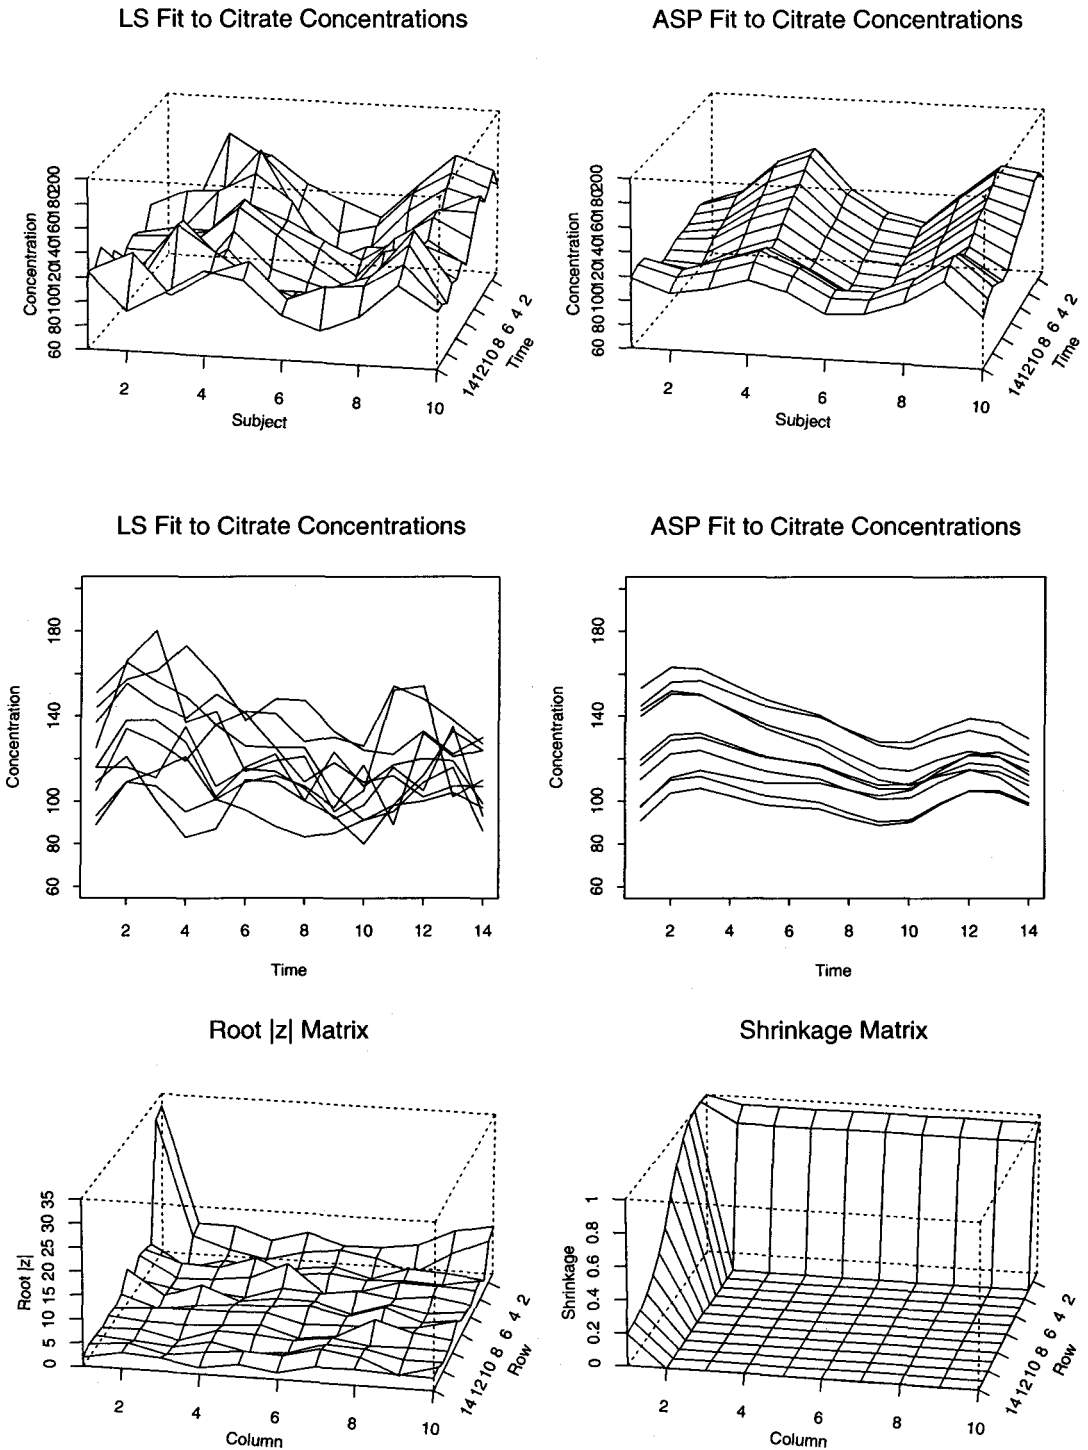 LS Fit to Citrate Concentrations
ASP Fit to Citrate Concentrations
Concentration
60 80 100 120 140 160 180 200
2 4 6 8 10
Subject
14 12 10 8 6 4 2
Time
Concentration
60 80 100 120 140 160 180 200
2 4 6 8 10
Subject
14 12 10 8 6 4 2
Time
LS Fit to Citrate Concentrations
ASP Fit to Citrate Concentrations
Concentration
60 80 100 140 180
2 4 6 8 10 12 14
Time
Concentration
60 80 100 140 180
2 4 6 8 10 12 14
Time
Root |z| Matrix
Shrinkage Matrix
Root |z|
0 5 10 15 20 25 30 35
2 4 6 8 10
Column
14 12 10 8 6 4 2
Row
Shrinkage
0 0.2 0.4 0.6 0.8 1
2 4 6 8 10
Column
14 12 10 8 6 4 2
Row